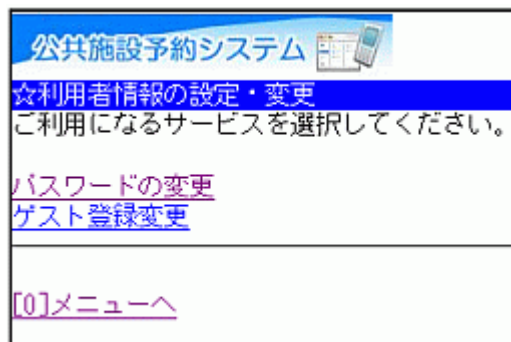 公共施設予約システム
☆利用者情報の設定・変更
ご利用になるサービスを選択してください。
パスワードの変更
ゲスト登録変更
[0]メニューへ